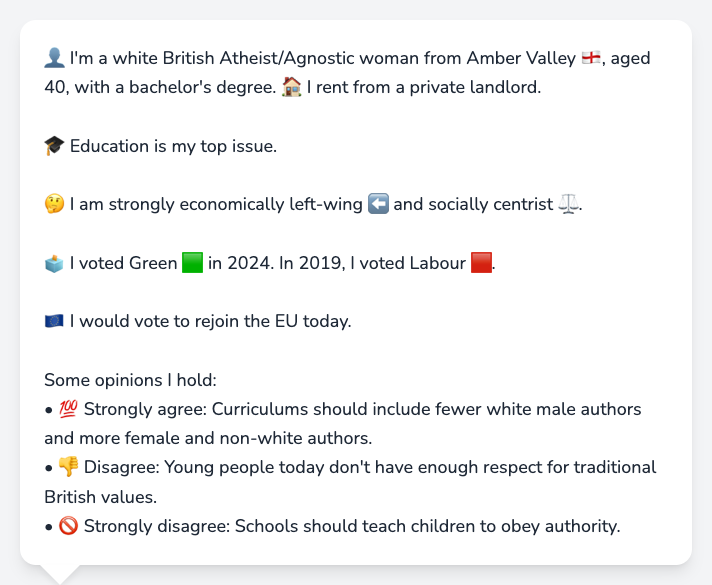 👤 I'm a white British Atheist/Agnostic woman from Amber Valley 🏴󠁧󠁢󠁥󠁮󠁧󠁿, aged
40, with a bachelor's degree. 🏠 I rent from a private landlord.
🎓 Education is my top issue.
🤔 I am strongly economically left-wing ⬅️ and socially centrist ⚖️.
🗳️ I voted Green 🟩 in 2024. In 2019, I voted Labour 🟥.
🇪🇺 I would vote to rejoin the EU today.
Some opinions I hold:
• 💯 Strongly agree: Curriculums should include fewer white male authors
and more female and non-white authors.
• 👎 Disagree: Young people today don't have enough respect for traditional
British values.
• 🚫 Strongly disagree: Schools should teach children to obey authority.